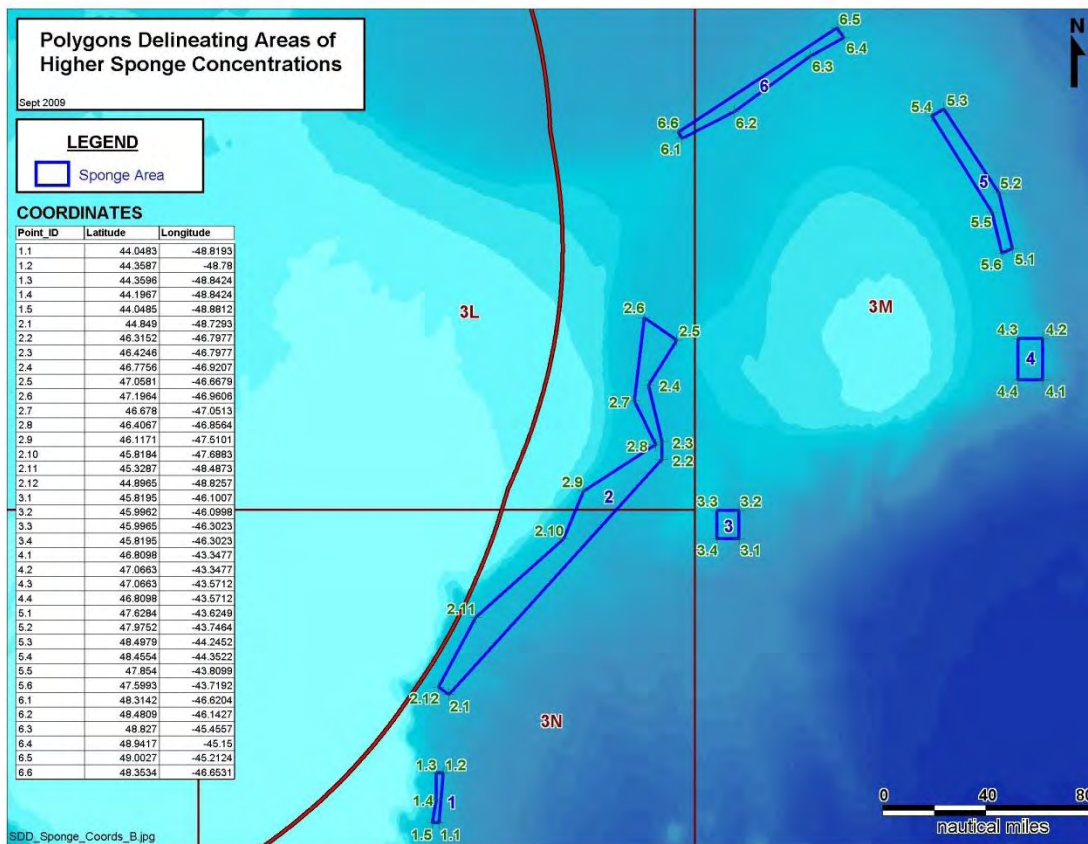 Polygons Delineating Areas of
Higher Sponge Concentrations
Sept 2009
LEGEND
Sponge Area
COORDINATES
Point_ID Latitude Longitude
1.1 44.0483 -48.8193
1.2 44.3587 -48.78
1.3 44.3596 -48.8424
1.4 44.1967 -48.8424
1.5 44.0485 -48.8812
2.1 44.849 -48.7293
2.2 46.3152 -46.7977
2.3 46.4246 -46.7977
2.4 46.7756 -46.9207
2.5 47.0581 -46.6679
2.6 47.1964 -46.9606
2.7 46.678 -47.0513
2.8 46.4067 -46.8564
2.9 46.1171 -47.5101
2.10 45.8184 -47.6883
2.11 45.3287 -48.4873
2.12 44.8965 -48.8257
3.1 45.8195 -46.1007
3.2 45.9962 -46.0998
3.3 45.9965 -46.3023
3.4 45.8195 -46.3023
4.1 46.8098 -43.3477
4.2 47.0663 -43.3477
4.3 47.0663 -43.5712
4.4 46.8098 -43.5712
5.1 47.6284 -43.6249
5.2 47.9752 -43.7464
5.3 48.4979 -44.2452
5.4 48.4554 -44.3522
5.5 47.854 -43.8099
5.6 47.5993 -43.7192
6.1 48.3142 -46.6204
6.2 48.4809 -46.1427
6.3 48.827 -45.4557
6.4 48.9417 -45.15
6.5 49.0027 -45.2124
6.6 48.3534 -46.6531
SDD_Sponge_Coords_B.jpg
N
6.5
6.4
6.3
6
6.2
6.6
6.1
5.4 5.3
5 5.2
5.5
5.6 5.1
3L
3M
2.6
2.5
2.4
2.7
2.3
2.8
2.2
2.9
2
2.10
2.11
2.12
2.1
4.3 4.2
4
4.4 4.1
3.3 3.2
3
3.4 3.1
3N
1.3 1.2
1.4 1
1.5 1.1
0 40 80
nautical miles